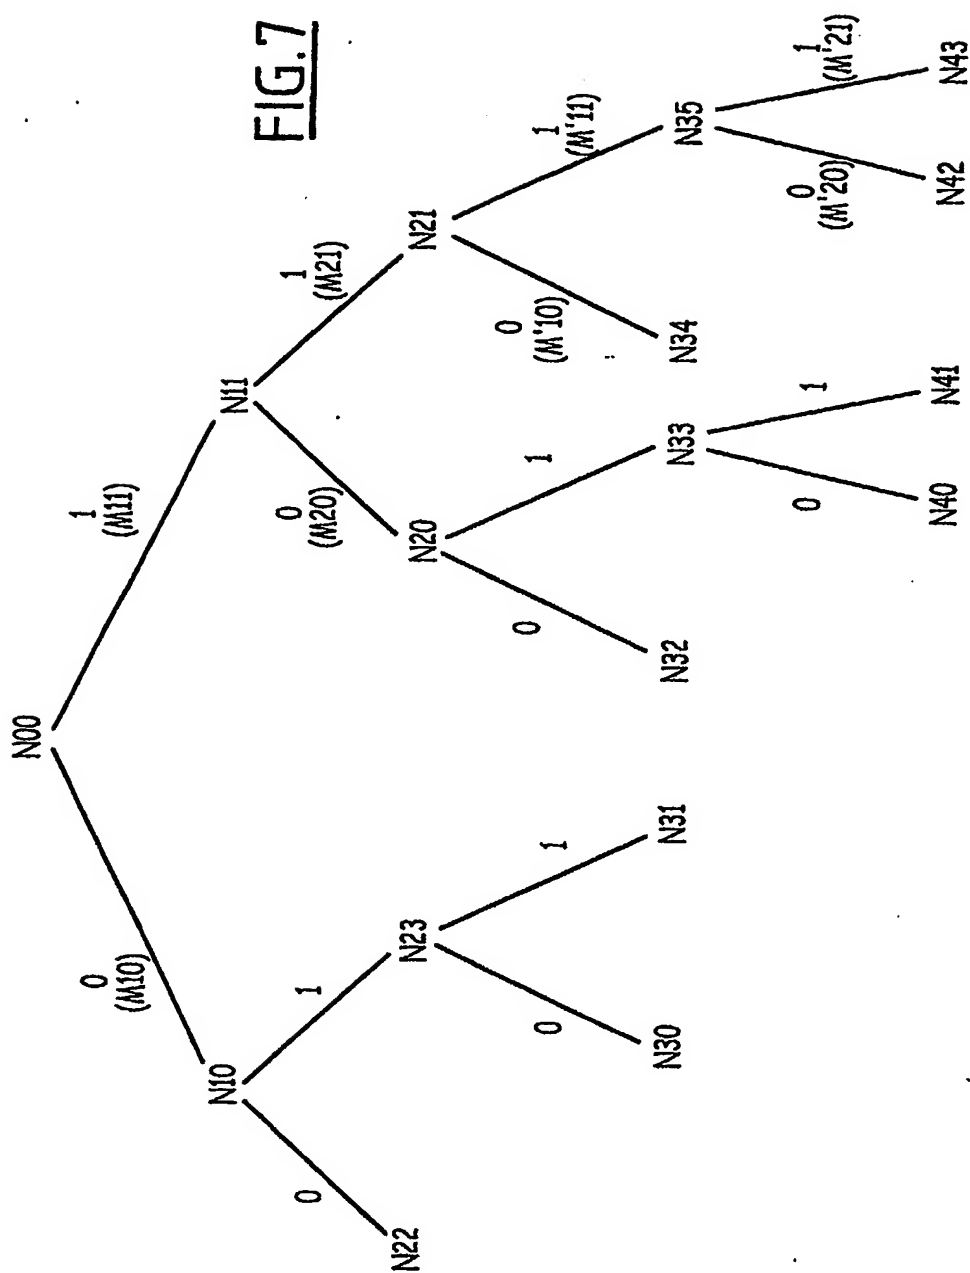 N00
0 1
(M10) (M11)
FIG.7
N10 N11
0 1 0 1
(M20) (M21)
N22 N23 N20 N21
0 1 0 1 0 1
(M'10) (M'11)
N30 N31 N32 N33 N34 N35
0 1 0 1
(M'20) (M'21)
N40 N41 N42 N43